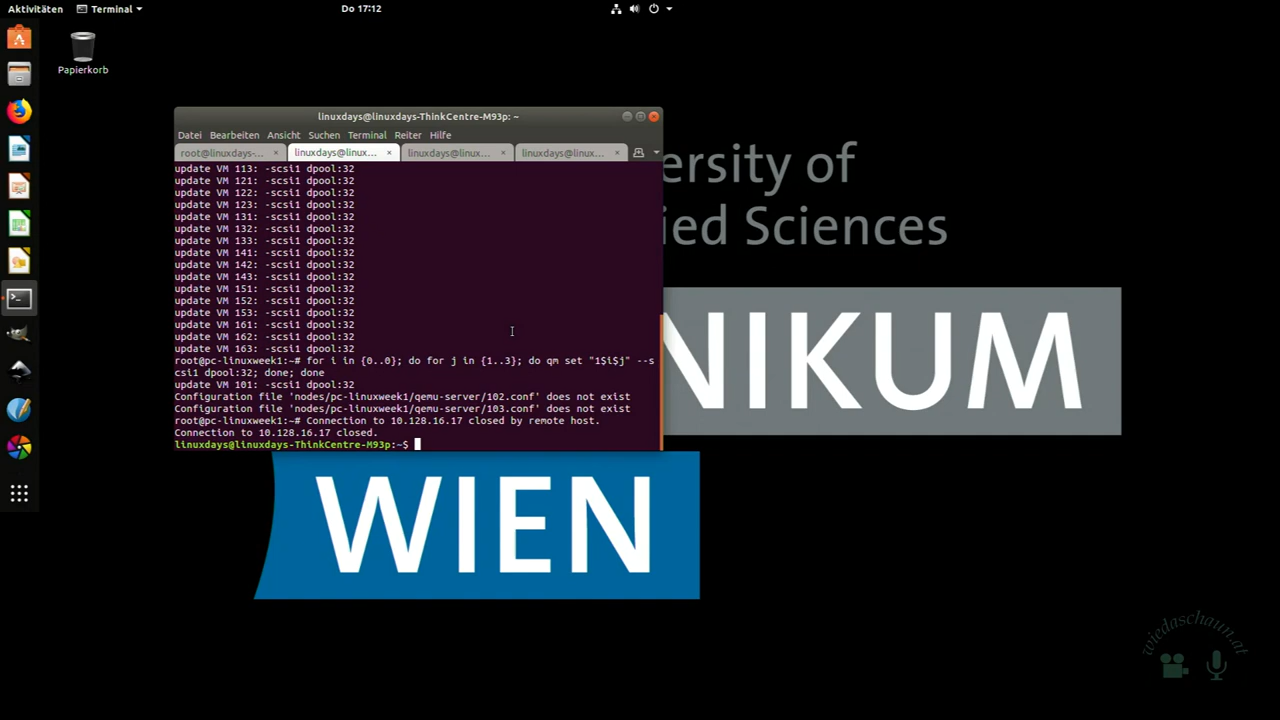 Aktivitäten
Terminal
Do 17:12
Papierkorb
linuxdays@linuxdays-ThinkCentre-M93p: ~
Datei Bearbeiten Ansicht Suchen Terminal Reiter Hilfe
root@linuxdays-... linuxdays@linux... linuxdays@linux... linuxdays@linux...
update VM 113: -scsi1 dpool:32
update VM 121: -scsi1 dpool:32
update VM 122: -scsi1 dpool:32
update VM 123: -scsi1 dpool:32
update VM 131: -scsi1 dpool:32
update VM 132: -scsi1 dpool:32
update VM 133: -scsi1 dpool:32
update VM 141: -scsi1 dpool:32
update VM 142: -scsi1 dpool:32
update VM 143: -scsi1 dpool:32
update VM 151: -scsi1 dpool:32
update VM 152: -scsi1 dpool:32
update VM 153: -scsi1 dpool:32
update VM 161: -scsi1 dpool:32
update VM 162: -scsi1 dpool:32
update VM 163: -scsi1 dpool:32
root@pc-linuxweek1:~# for i in {0..0}; do for j in {1..3}; do qm set "1$i$j" --s
csi1 dpool:32; done; done
update VM 101: -scsi1 dpool:32
Configuration file 'nodes/pc-linuxweek1/qemu-server/102.conf' does not exist
Configuration file 'nodes/pc-linuxweek1/qemu-server/103.conf' does not exist
root@pc-linuxweek1:~# Connection to 10.128.16.17 closed by remote host.
Connection to 10.128.16.17 closed.
linuxdays@linuxdays-ThinkCentre-M93p:~$
ersity of
ied Sciences
NIKUM
WIEN
wiedaschaun.at